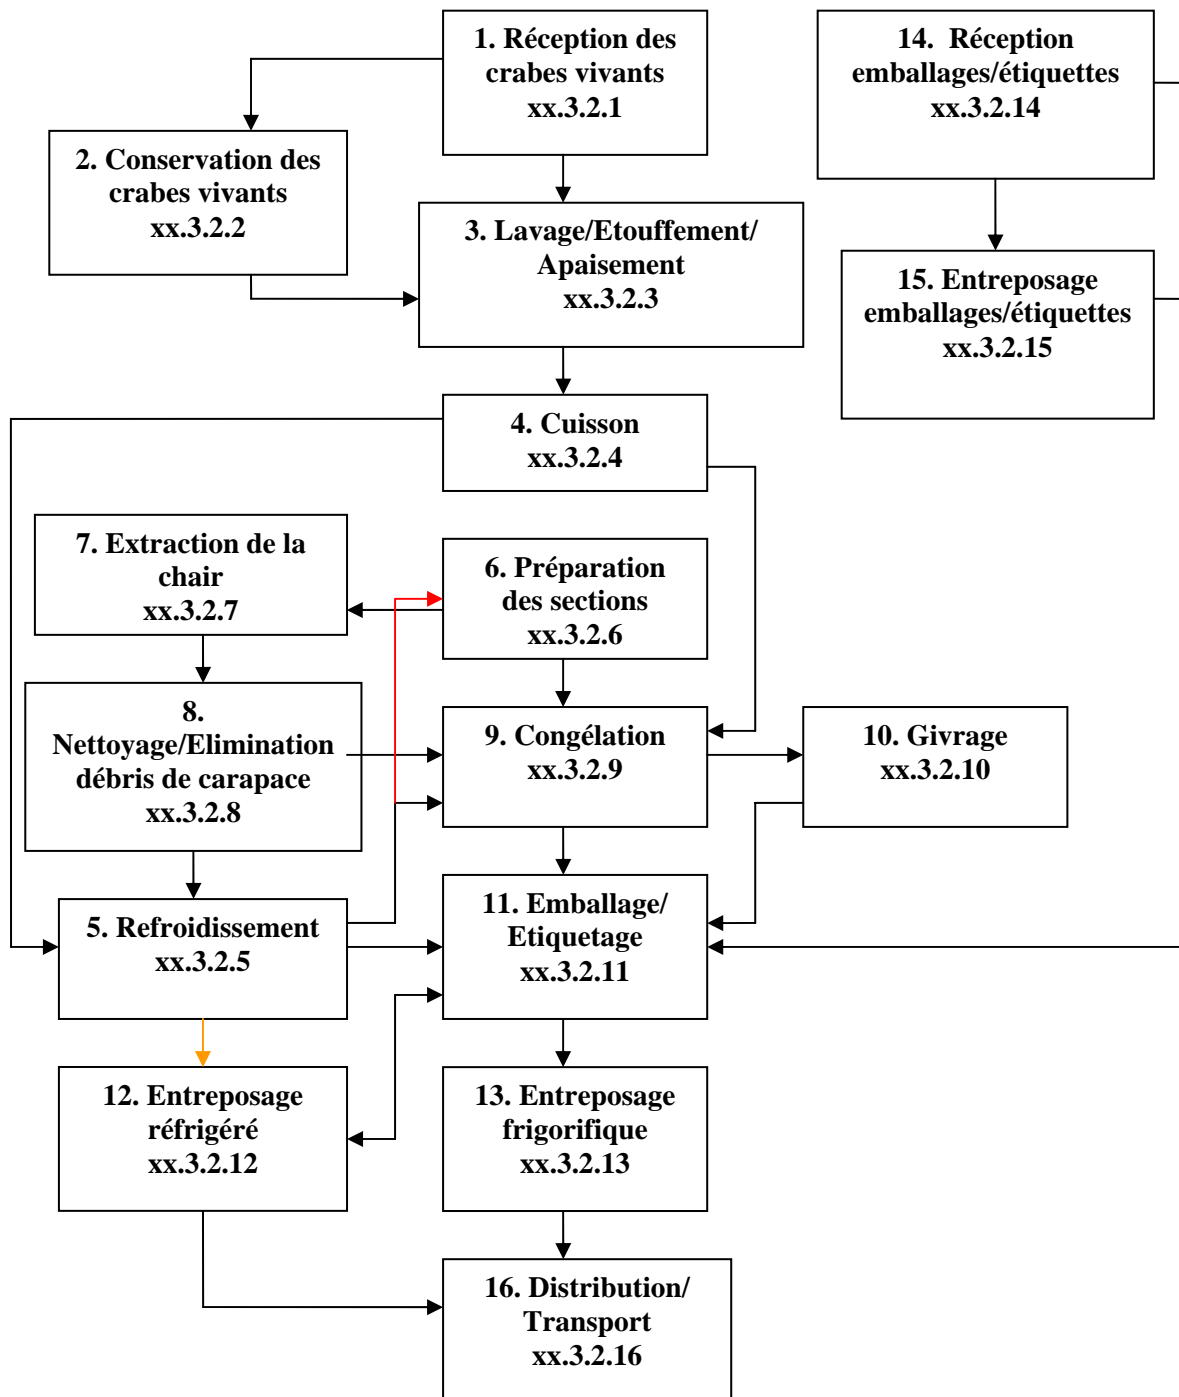 1. Réception des
crabes vivants
xx.3.2.1
14. Réception
emballages/étiquettes
xx.3.2.14
2. Conservation des
crabes vivants
xx.3.2.2
3. Lavage/Etouffement/
Apaisement
xx.3.2.3
15. Entreposage
emballages/étiquettes
xx.3.2.15
4. Cuisson
xx.3.2.4
7. Extraction de la
chair
xx.3.2.7
6. Préparation
des sections
xx.3.2.6
8.
Nettoyage/Elimination
débris de carapace
xx.3.2.8
9. Congélation
xx.3.2.9
10. Givrage
xx.3.2.10
5. Refroidissement
xx.3.2.5
11. Emballage/
Etiquetage
xx.3.2.11
12. Entreposage
réfrigéré
xx.3.2.12
13. Entreposage
frigorifique
xx.3.2.13
16. Distribution/
Transport
xx.3.2.16